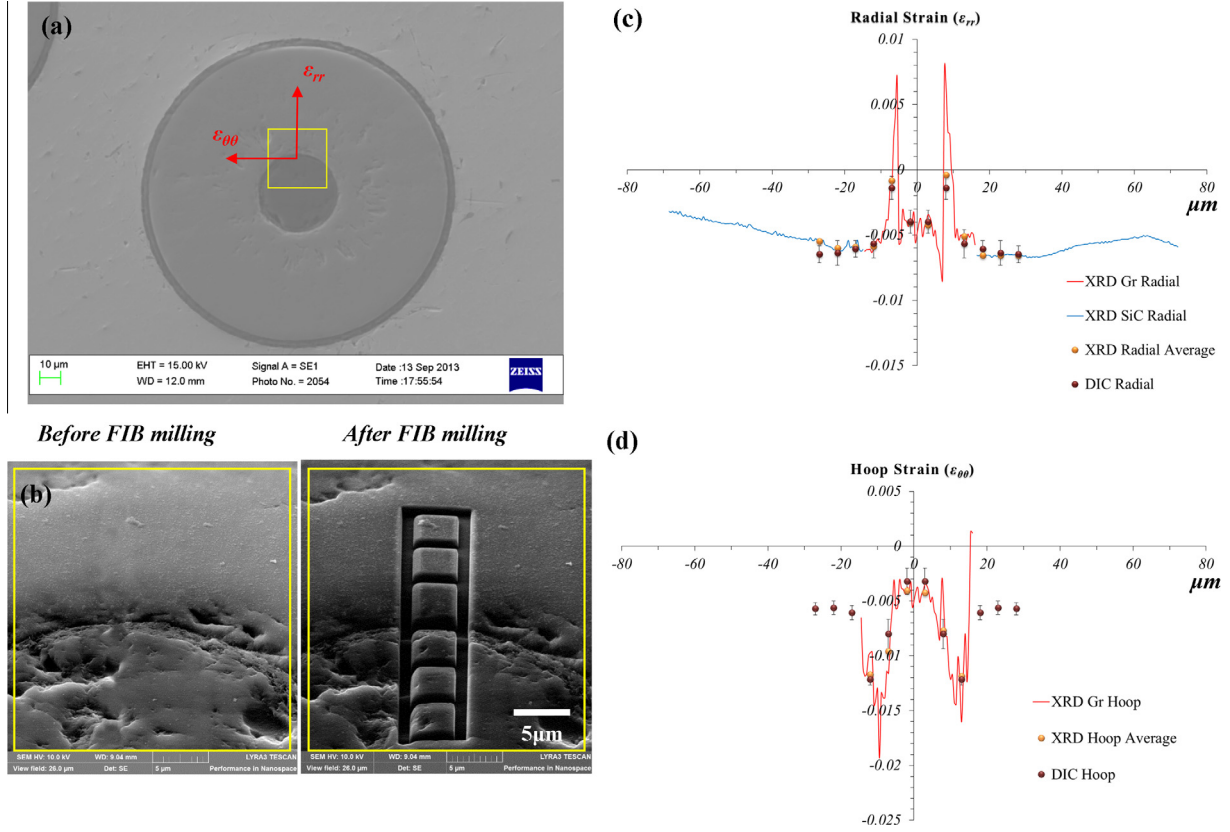 (a)
εrr
εθθ
10 µm
EHT = 15.00 kV
WD = 12.0 mm
Signal A = SE1
Photo No. = 2054
Date :13 Sep 2013
Time :17:55:54
ZEISS
Before FIB milling
After FIB milling
(b)
5µm
SEM HV: 10.0 kV
WD: 9.04 mm
LYRA3 TESCAN
View field: 26.0 µm
Det: SE
5 µm
Performance in Nanospace
SEM HV: 10.0 kV
WD: 9.04 mm
LYRA3 TESCAN
View field: 26.0 µm
Det: SE
5 µm
Performance in Nanospace
(c)
Radial Strain (εrr)
0.01
0.005
0
-0.005
-0.01
-0.015
-80
-60
-40
-20
0
20
40
60
80
µm
XRD Gr Radial
XRD SiC Radial
XRD Radial Average
DIC Radial
(d)
Hoop Strain (εθθ)
0.005
0
-0.005
-0.01
-0.015
-0.02
-0.025
-80
-60
-40
-20
0
20
40
60
80
µm
XRD Gr Hoop
XRD Hoop Average
DIC Hoop